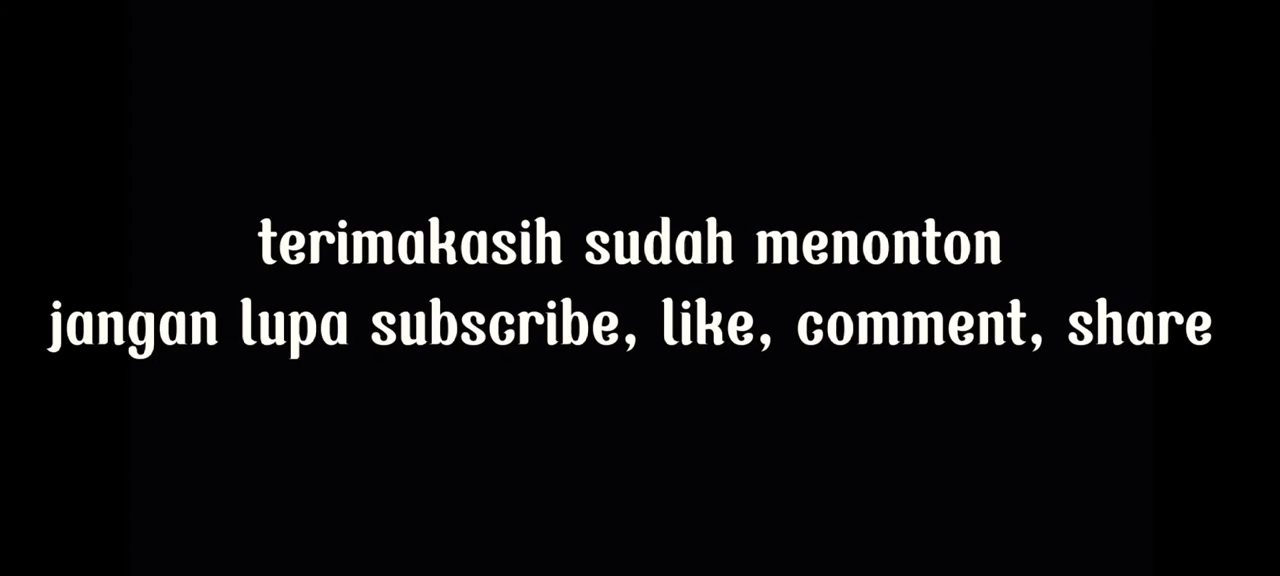 terimakasih sudah menonton
jangan lupa subscribe, like, comment, share